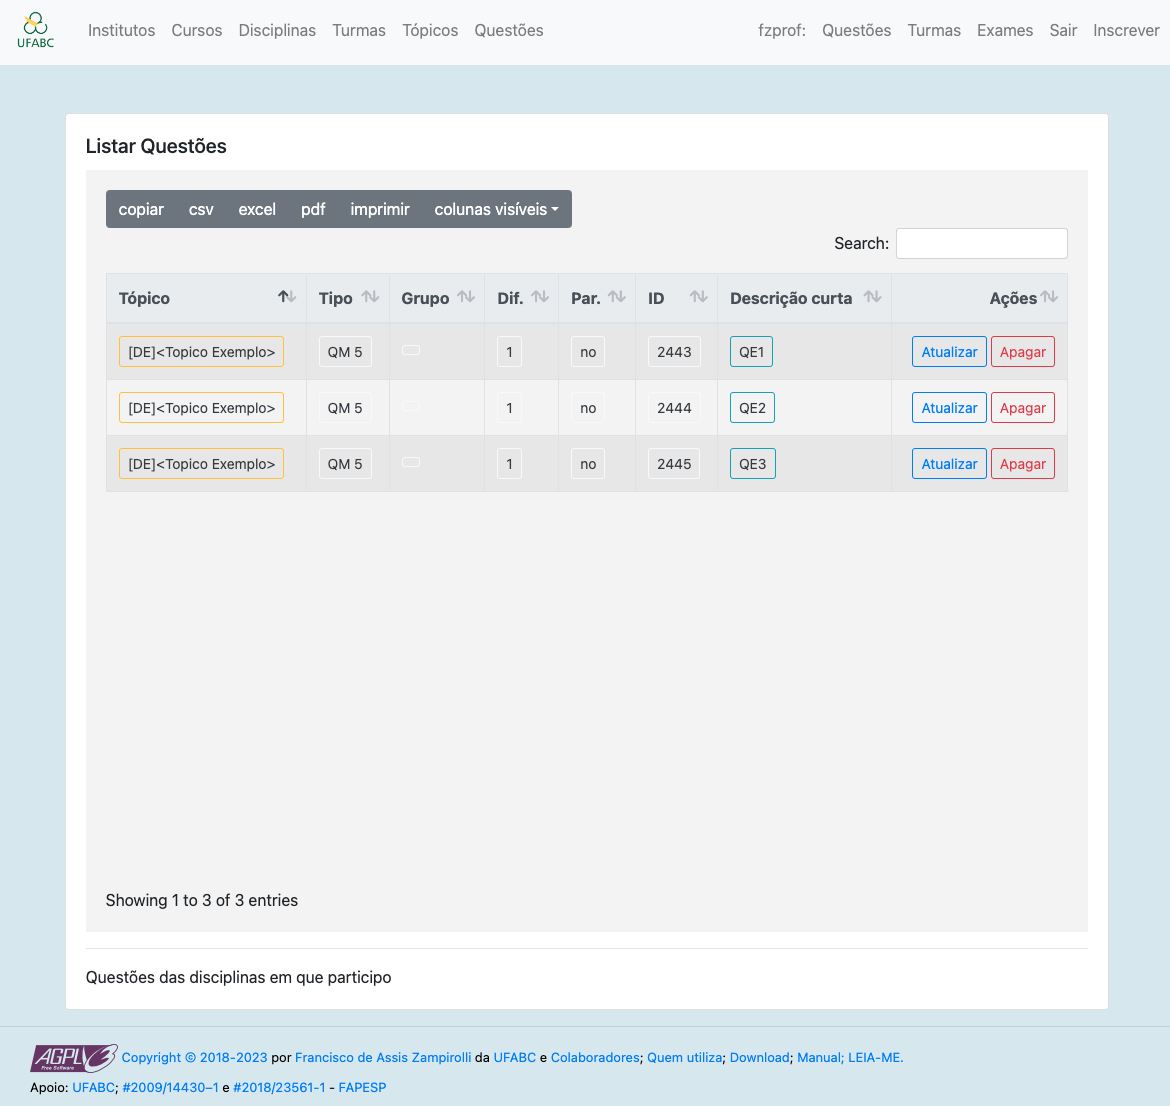 UFABC Institutos Cursos Disciplinas Turmas Tópicos Questões fzprof: Questões Turmas Exames Sair Inscrever
Listar Questões
copiar csv excel pdf imprimir colunas visíveis
Search:
Tópico Tipo Grupo Dif. Par. ID Descrição curta Ações
[DE]<Topico Exemplo> QM 5 1 no 2443 QE1 Atualizar Apagar
[DE]<Topico Exemplo> QM 5 1 no 2444 QE2 Atualizar Apagar
[DE]<Topico Exemplo> QM 5 1 no 2445 QE3 Atualizar Apagar
Showing 1 to 3 of 3 entries
Questões das disciplinas em que participo
AGPLv3 Free Software Copyright © 2018-2023 por Francisco de Assis Zampirolli da UFABC e Colaboradores; Quem utiliza; Download; Manual; LEIA-ME.
Apoio: UFABC; #2009/14430–1 e #2018/23561-1 - FAPESP